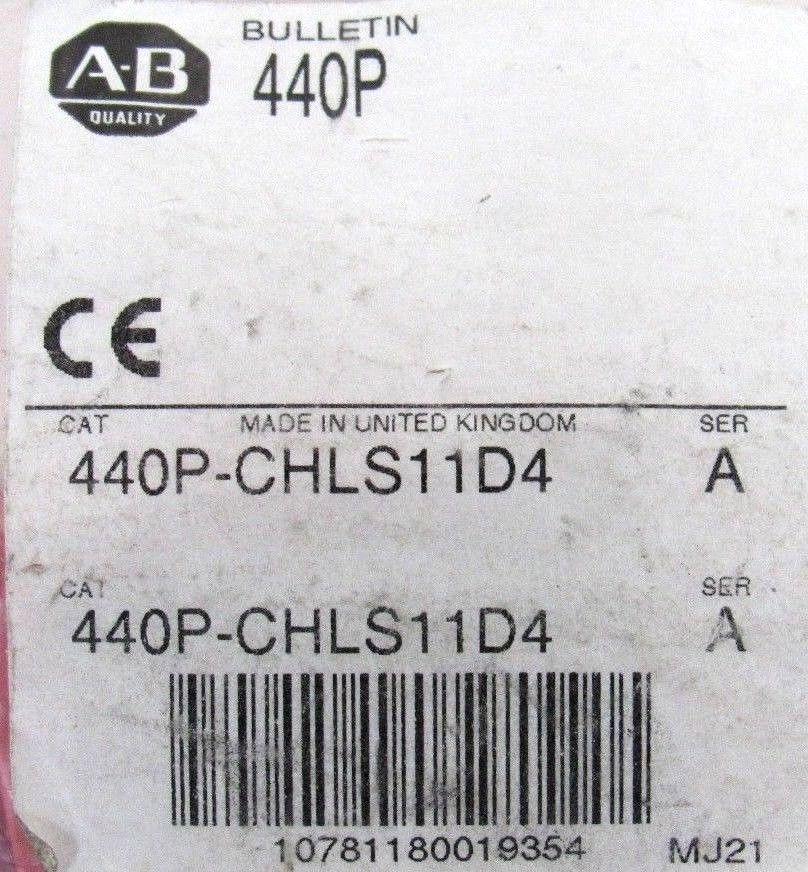 A-B
QUALITY
BULLETIN
440P
CE
CAT MADE IN UNITED KINGDOM SER
440P-CHLS11D4 A
CAT SER
440P-CHLS11D4 A
10781180019354 MJ21